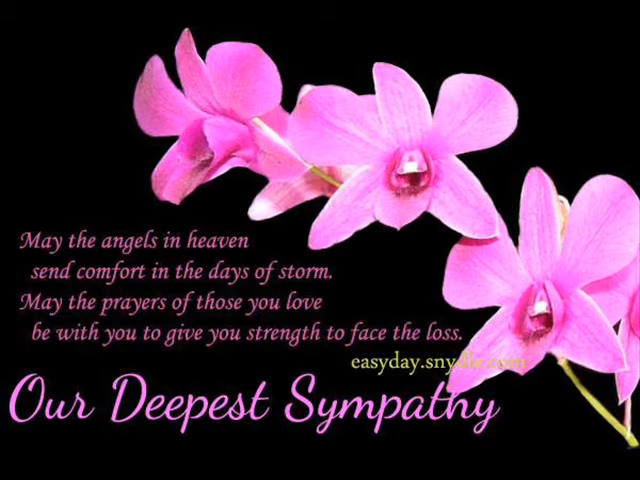 May the angels in heaven
send comfort in the days of storm.
May the prayers of those you love
be with you to give you strength to face the loss.
easyday.snydle.com
Our Deepest Sympathy